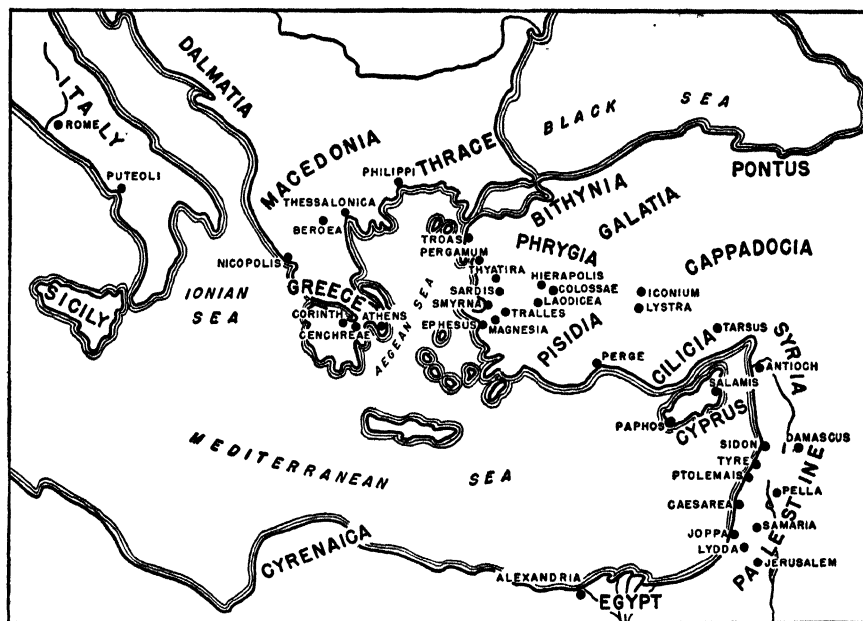 ITALY
ROME
PUTEOLI
SICILY
DALMATIA
MACEDONIA
THRACE
BLACK SEA
PONTUS
BITHYNIA
GALATIA
PHRYGIA
CAPPADOCIA
PHILIPPI
THESSALONICA
BEROEA
NICOPOLIS
IONIAN
SEA
GREECE
CORINTH
ATHENS
CENCHREAE
AEGEAN SEA
TROAS
PERGAMUM
THYATIRA
SARDIS
SMYRNA
EPHESUS
MAGNESIA
TRALLES
HIERAPOLIS
COLOSSAE
LAODICEA
ICONIUM
LYSTRA
PISIDIA
PERGE
CILICIA
TARSUS
SYRIA
ANTIOCH
SALAMIS
PAPHOS
CYPRUS
MEDITERRANEAN SEA
SIDON
DAMASCUS
TYRE
PTOLEMAIS
PELLA
CAESAREA
PALESTINE
SAMARIA
JOPPA
LYDDA
JERUSALEM
CYRENAICA
ALEXANDRIA
EGYPT